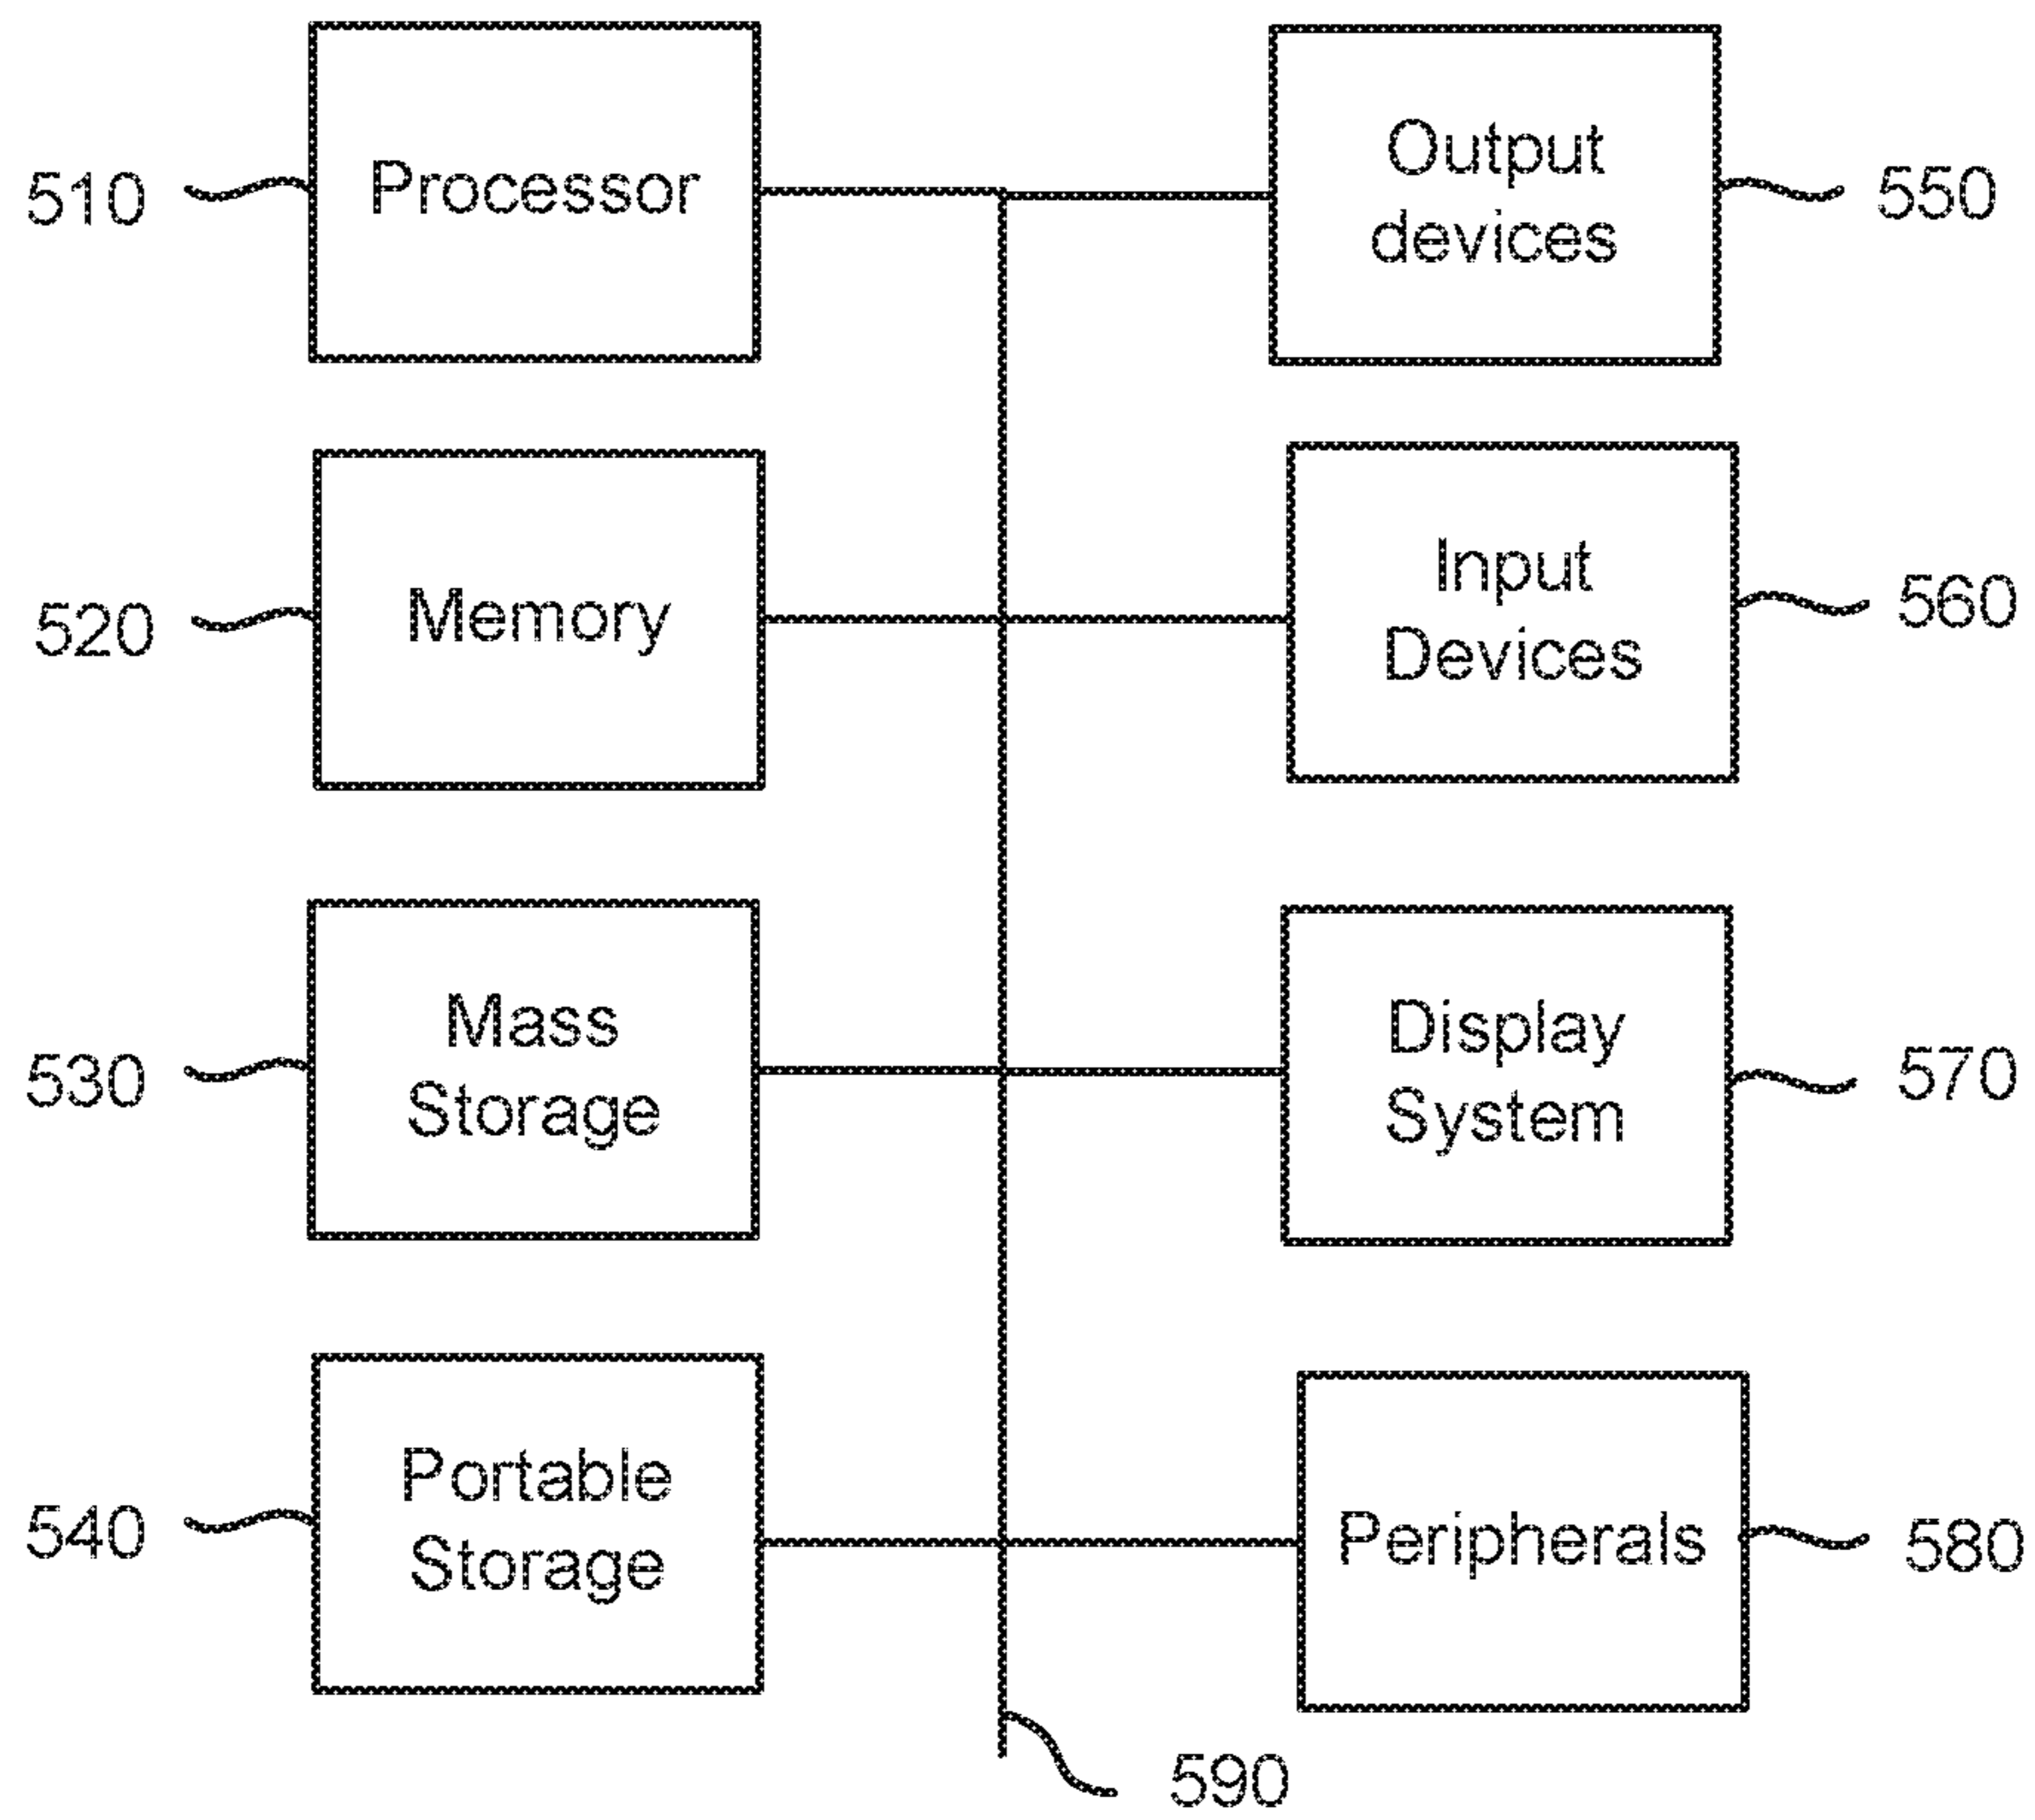 510
Processor
Output
devices
550
520
Memory
Input
Devices
560
530
Mass
Storage
Display
System
570
540
Portable
Storage
Peripherals
580
590